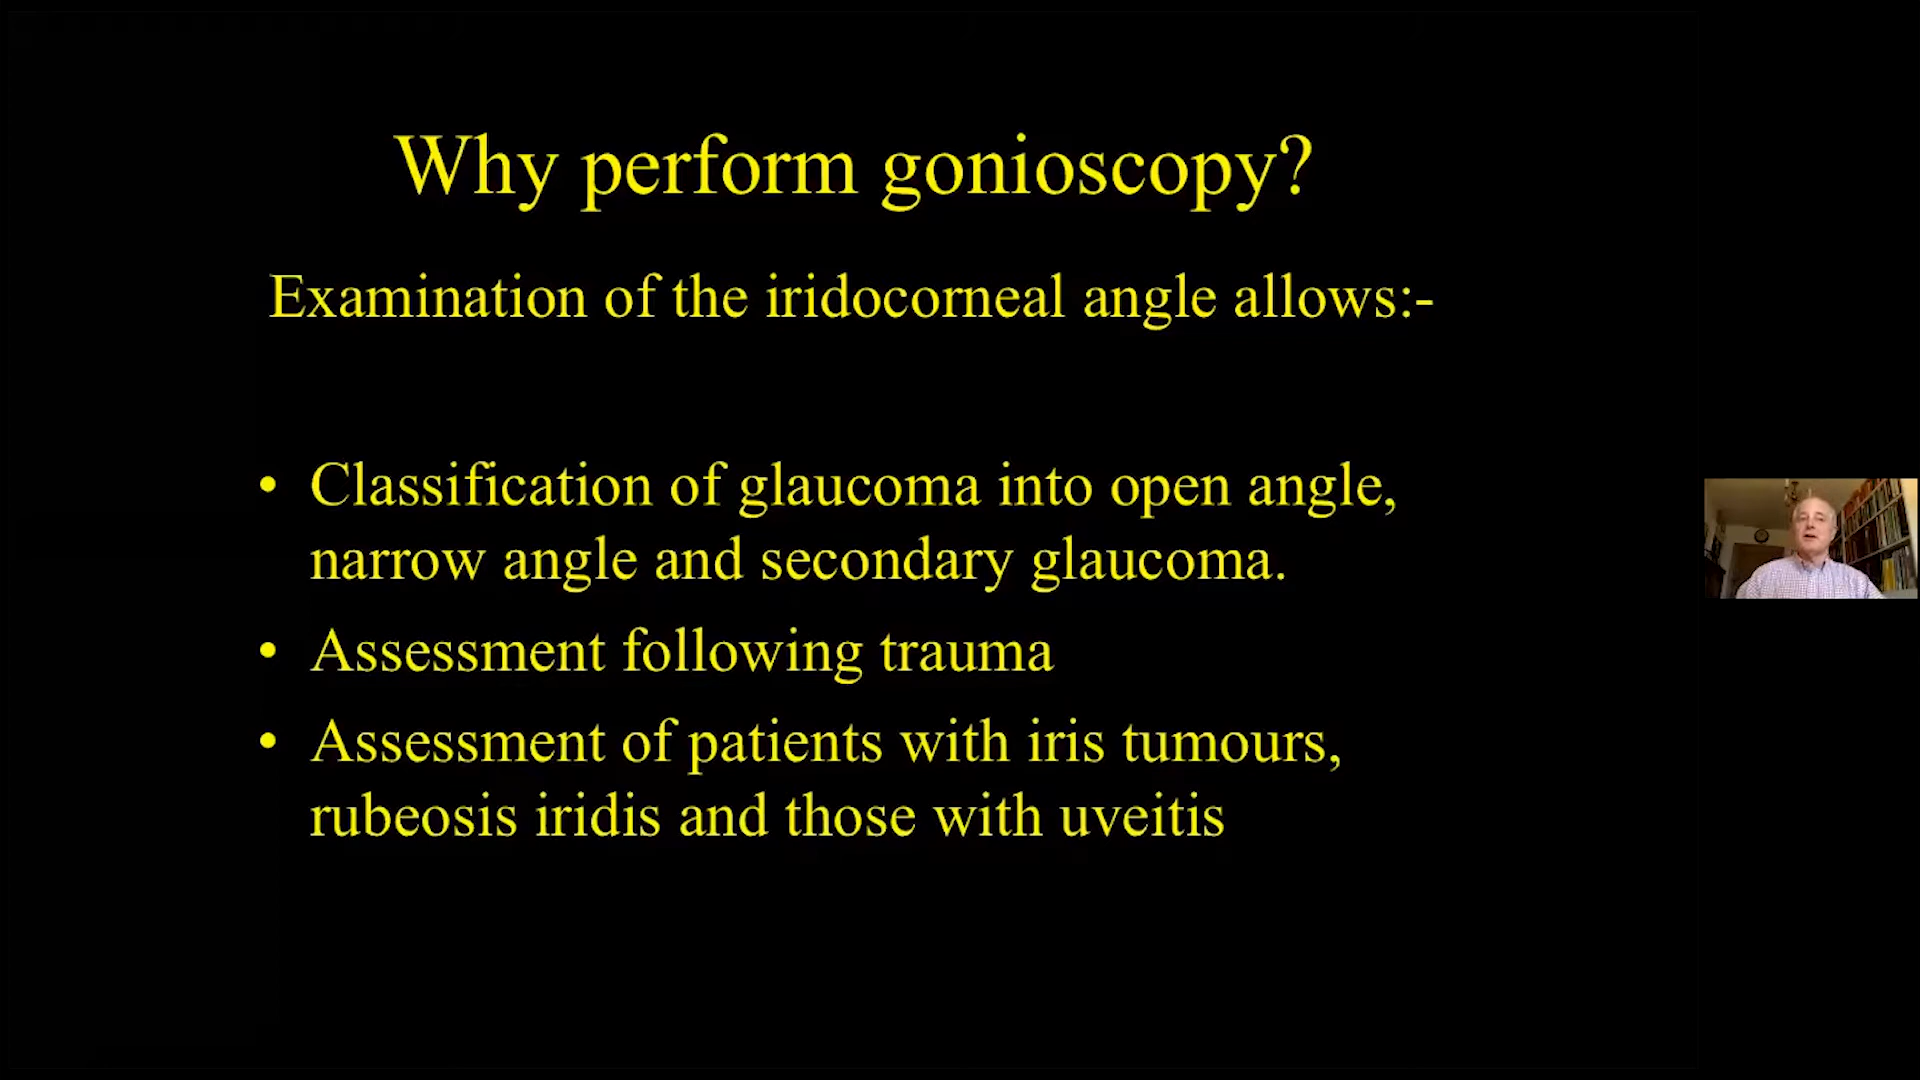 Why perform gonioscopy?
Examination of the iridocorneal angle allows:-
• Classification of glaucoma into open angle,
narrow angle and secondary glaucoma.
• Assessment following trauma
• Assessment of patients with iris tumours,
rubeosis iridis and those with uveitis